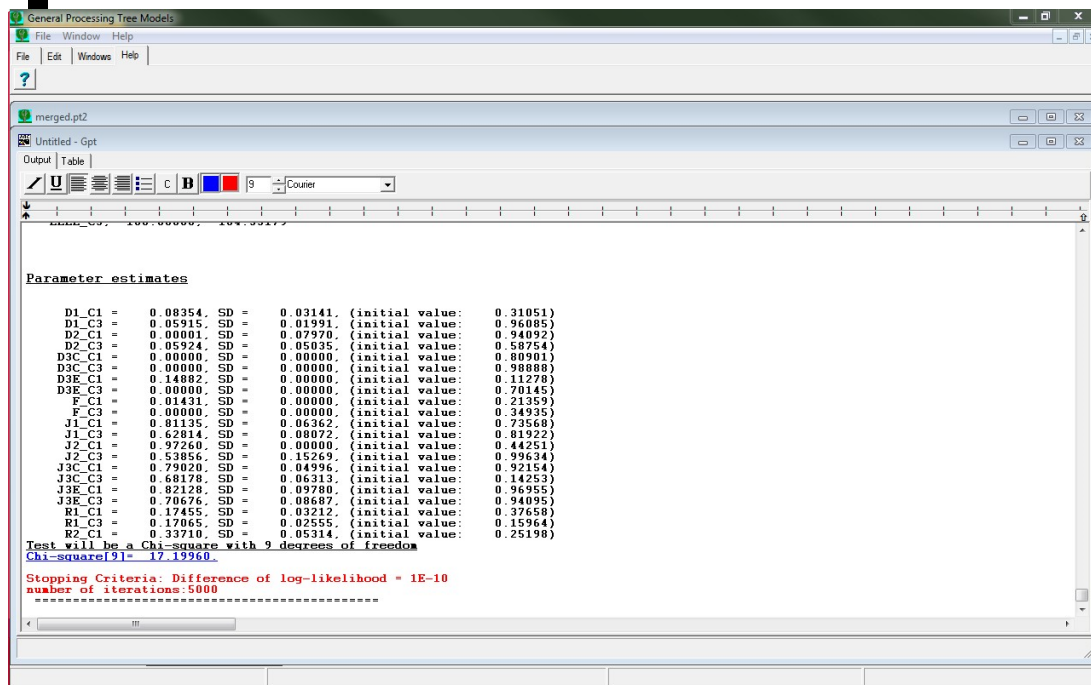 General Processing Tree Models
File Window Help
File Edit Windows Help
?
merged.pt2
Untitled - Gpt
Output Table
U C B 9 Courier
Parameter estimates
D1_C1 = 0.08354, SD = 0.03141, (initial value: 0.31051)
D1_C3 = 0.05915, SD = 0.01991, (initial value: 0.96085)
D2_C1 = 0.00001, SD = 0.07970, (initial value: 0.94092)
D2_C3 = 0.05924, SD = 0.05035, (initial value: 0.58754)
D3C_C1 = 0.00000, SD = 0.00000, (initial value: 0.80901)
D3C_C3 = 0.00000, SD = 0.00000, (initial value: 0.98888)
D3E_C1 = 0.14882, SD = 0.00000, (initial value: 0.11278)
D3E_C3 = 0.00000, SD = 0.00000, (initial value: 0.70145)
F_C1 = 0.01431, SD = 0.00000, (initial value: 0.21359)
F_C3 = 0.00000, SD = 0.00000, (initial value: 0.34935)
J1_C1 = 0.81135, SD = 0.06362, (initial value: 0.73568)
J1_C3 = 0.62814, SD = 0.08072, (initial value: 0.81922)
J2_C1 = 0.97260, SD = 0.00000, (initial value: 0.44251)
J2_C3 = 0.53856, SD = 0.15269, (initial value: 0.99634)
J3C_C1 = 0.79020, SD = 0.04996, (initial value: 0.92154)
J3C_C3 = 0.68178, SD = 0.06313, (initial value: 0.14253)
J3E_C1 = 0.82128, SD = 0.09780, (initial value: 0.96955)
J3E_C3 = 0.70676, SD = 0.08687, (initial value: 0.94095)
R1_C1 = 0.17455, SD = 0.03212, (initial value: 0.37658)
R1_C3 = 0.17065, SD = 0.02555, (initial value: 0.15964)
R2_C1 = 0.33710, SD = 0.05314, (initial value: 0.25198)
Test will be a Chi-square with 9 degrees of freedom
Chi-square[9]= 17.19960.
Stopping Criteria: Difference of log-likelihood = 1E-10
number of iterations:5000
=============================================